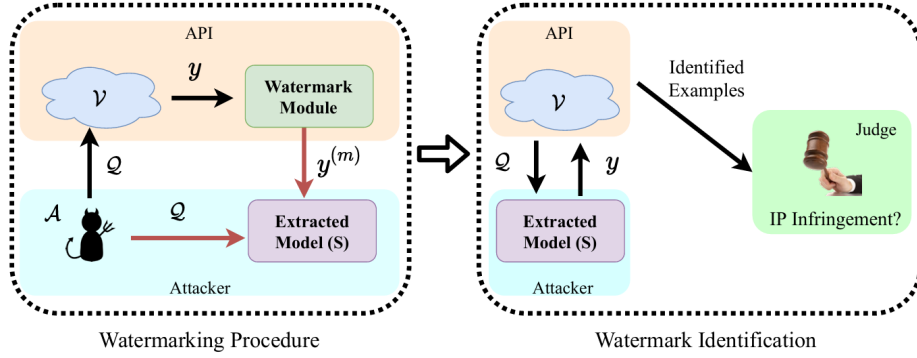 API
𝒱
y
Watermark
Module
𝒬
y^(m)
𝒜
𝒬
Extracted
Model (S)
Attacker
Watermarking Procedure
API
𝒱
Identified
Examples
𝒬
y
Extracted
Model (S)
Attacker
Judge
IP Infringement?
Watermark Identification